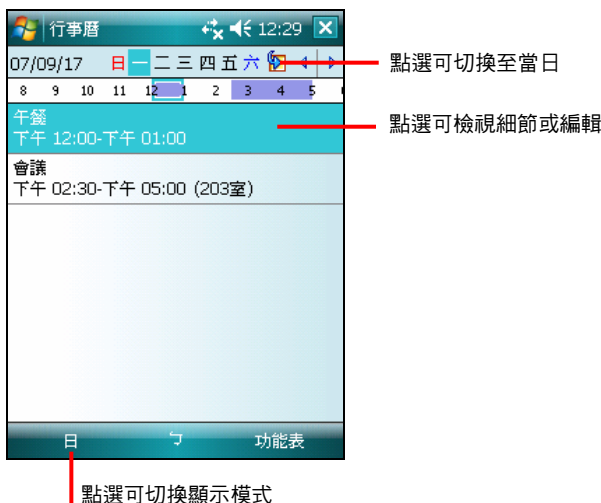 行事曆 12:29
07/09/17 日 一 二 三 四 五 六
點選可切換至當日
8 9 10 11 12 1 2 3 4 5
午餐
下午 12:00-下午 01:00
點選可檢視細節或編輯
會議
下午 02:30-下午 05:00 (203室)
日 ㄅ 功能表
點選可切換顯示模式